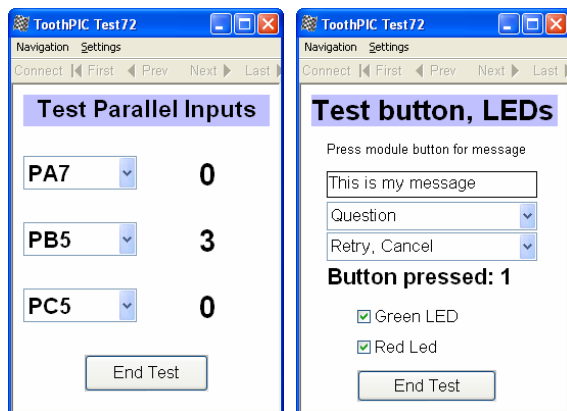 ToothPIC Test72
Navigation Settings
Connect First Prev Next Last
Test Parallel Inputs
PA7 0
PB5 3
PC5 0
End Test
ToothPIC Test72
Navigation Settings
Connect First Prev Next Last
Test button, LEDs
Press module button for message
This is my message
Question
Retry, Cancel
Button pressed: 1
Green LED
Red Led
End Test